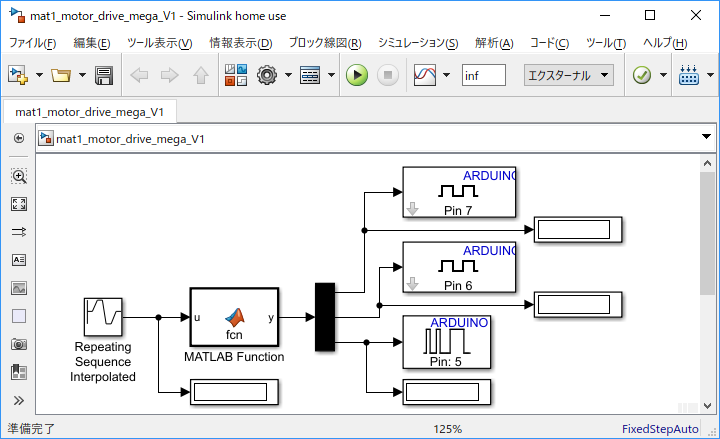 mat1_motor_drive_mega_V1 - Simulink home use
ファイル(F) 編集(E) ツール表示(V) 情報表示(D) ブロック線図(R) シミュレーション(S) 解析(A) コード(C) ツール(T) ヘルプ(H)
inf エクスターナル
mat1_motor_drive_mega_V1
mat1_motor_drive_mega_V1
ARDUINO
Pin 7
ARDUINO
Pin 6
u fcn y
MATLAB Function
Repeating
Sequence
Interpolated
ARDUINO
Pin: 5
準備完了 125% FixedStepAuto